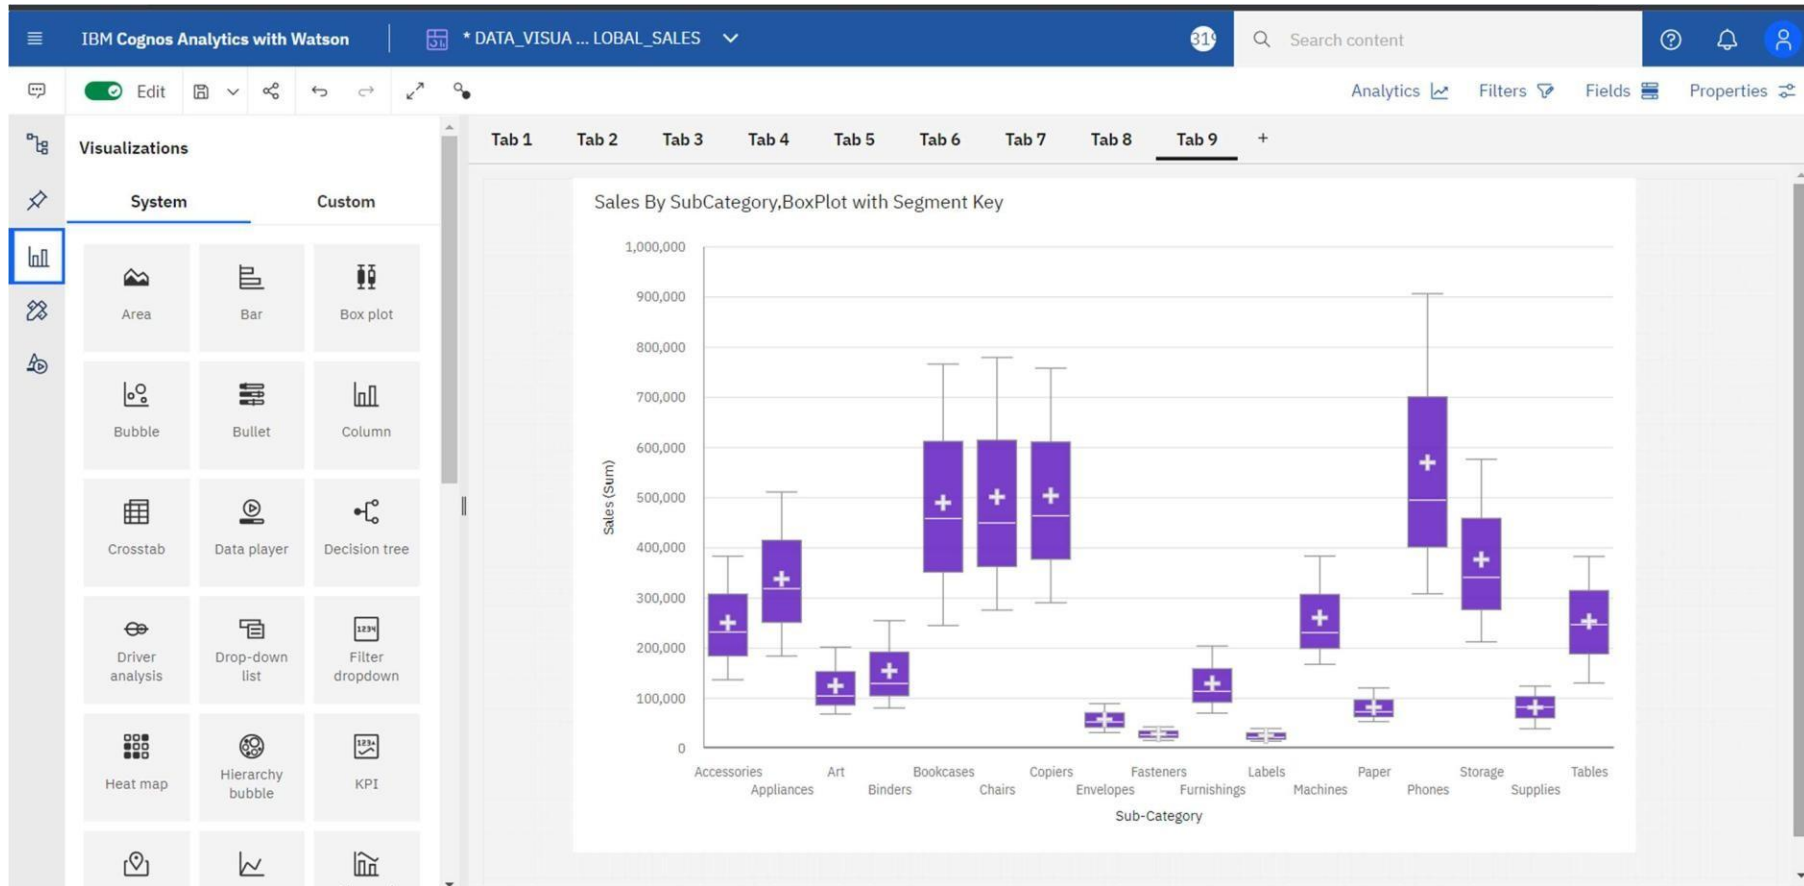 IBM Cognos Analytics with Watson
* DATA_VISUA ... LOBAL_SALES
Search content
Edit
Analytics
Filters
Fields
Properties
Visualizations
System
Custom
Area
Bar
Box plot
Bubble
Bullet
Column
Crosstab
Data player
Decision tree
Driver
analysis
Drop-down
list
1234
Filter
dropdown
Heat map
Hierarchy
bubble
KPI
Tab 1
Tab 2
Tab 3
Tab 4
Tab 5
Tab 6
Tab 7
Tab 8
Tab 9
+
Sales By SubCategory,BoxPlot with Segment Key
1,000,000
900,000
800,000
700,000
600,000
500,000
400,000
300,000
200,000
100,000
0
Sales (Sum)
Accessories
Appliances
Art
Binders
Bookcases
Chairs
Copiers
Envelopes
Fasteners
Furnishings
Labels
Machines
Paper
Phones
Storage
Supplies
Tables
Sub-Category